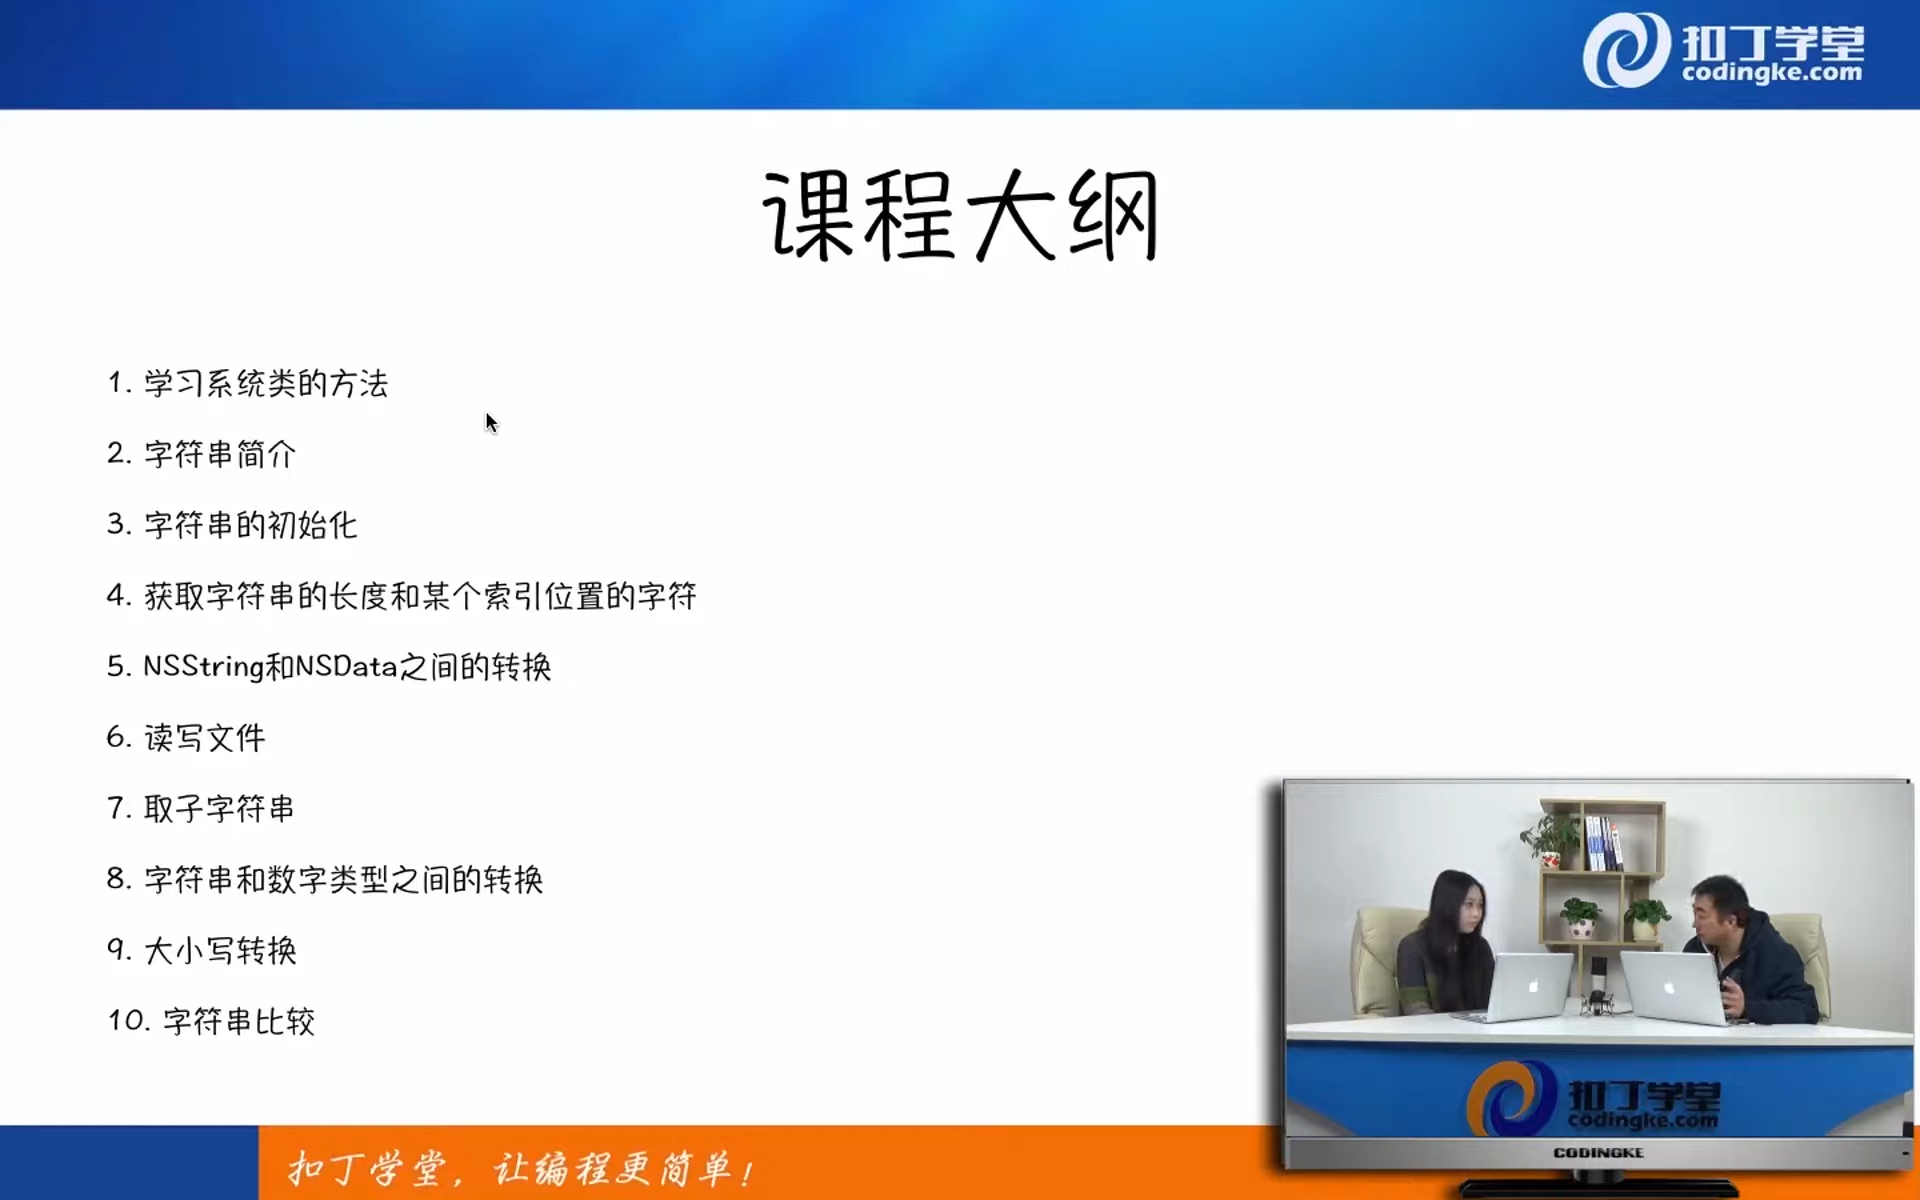 扣丁学堂
codingke.com
课程大纲
1. 学习系统类的方法
2. 字符串简介
3. 字符串的初始化
4. 获取字符串的长度和某个索引位置的字符
5. NSString和NSData之间的转换
6. 读写文件
7. 取子字符串
8. 字符串和数字类型之间的转换
9. 大小写转换
10. 字符串比较
扣丁学堂
codingke.com
CODINGKE
扣丁学堂，让编程更简单！